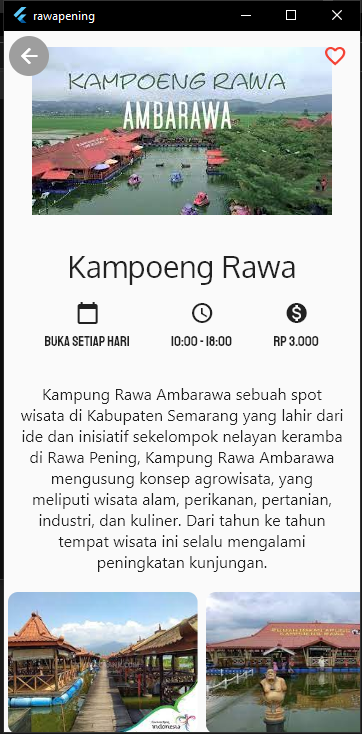 rawapening
KAMPOENG RAWA
AMBARAWA
Kampoeng Rawa
BUKA SETIAP HARI
10:00 - 18:00
RP 3.000
Kampung Rawa Ambarawa sebuah spot
wisata di Kabupaten Semarang yang lahir dari
ide dan inisiatif sekelompok nelayan keramba
di Rawa Pening, Kampung Rawa Ambarawa
mengusung konsep agrowisata, yang
meliputi wisata alam, perikanan, pertanian,
industri, dan kuliner. Dari tahun ke tahun
tempat wisata ini selalu mengalami
peningkatan kunjungan.
Indonesia
KAMPOENG RAWA